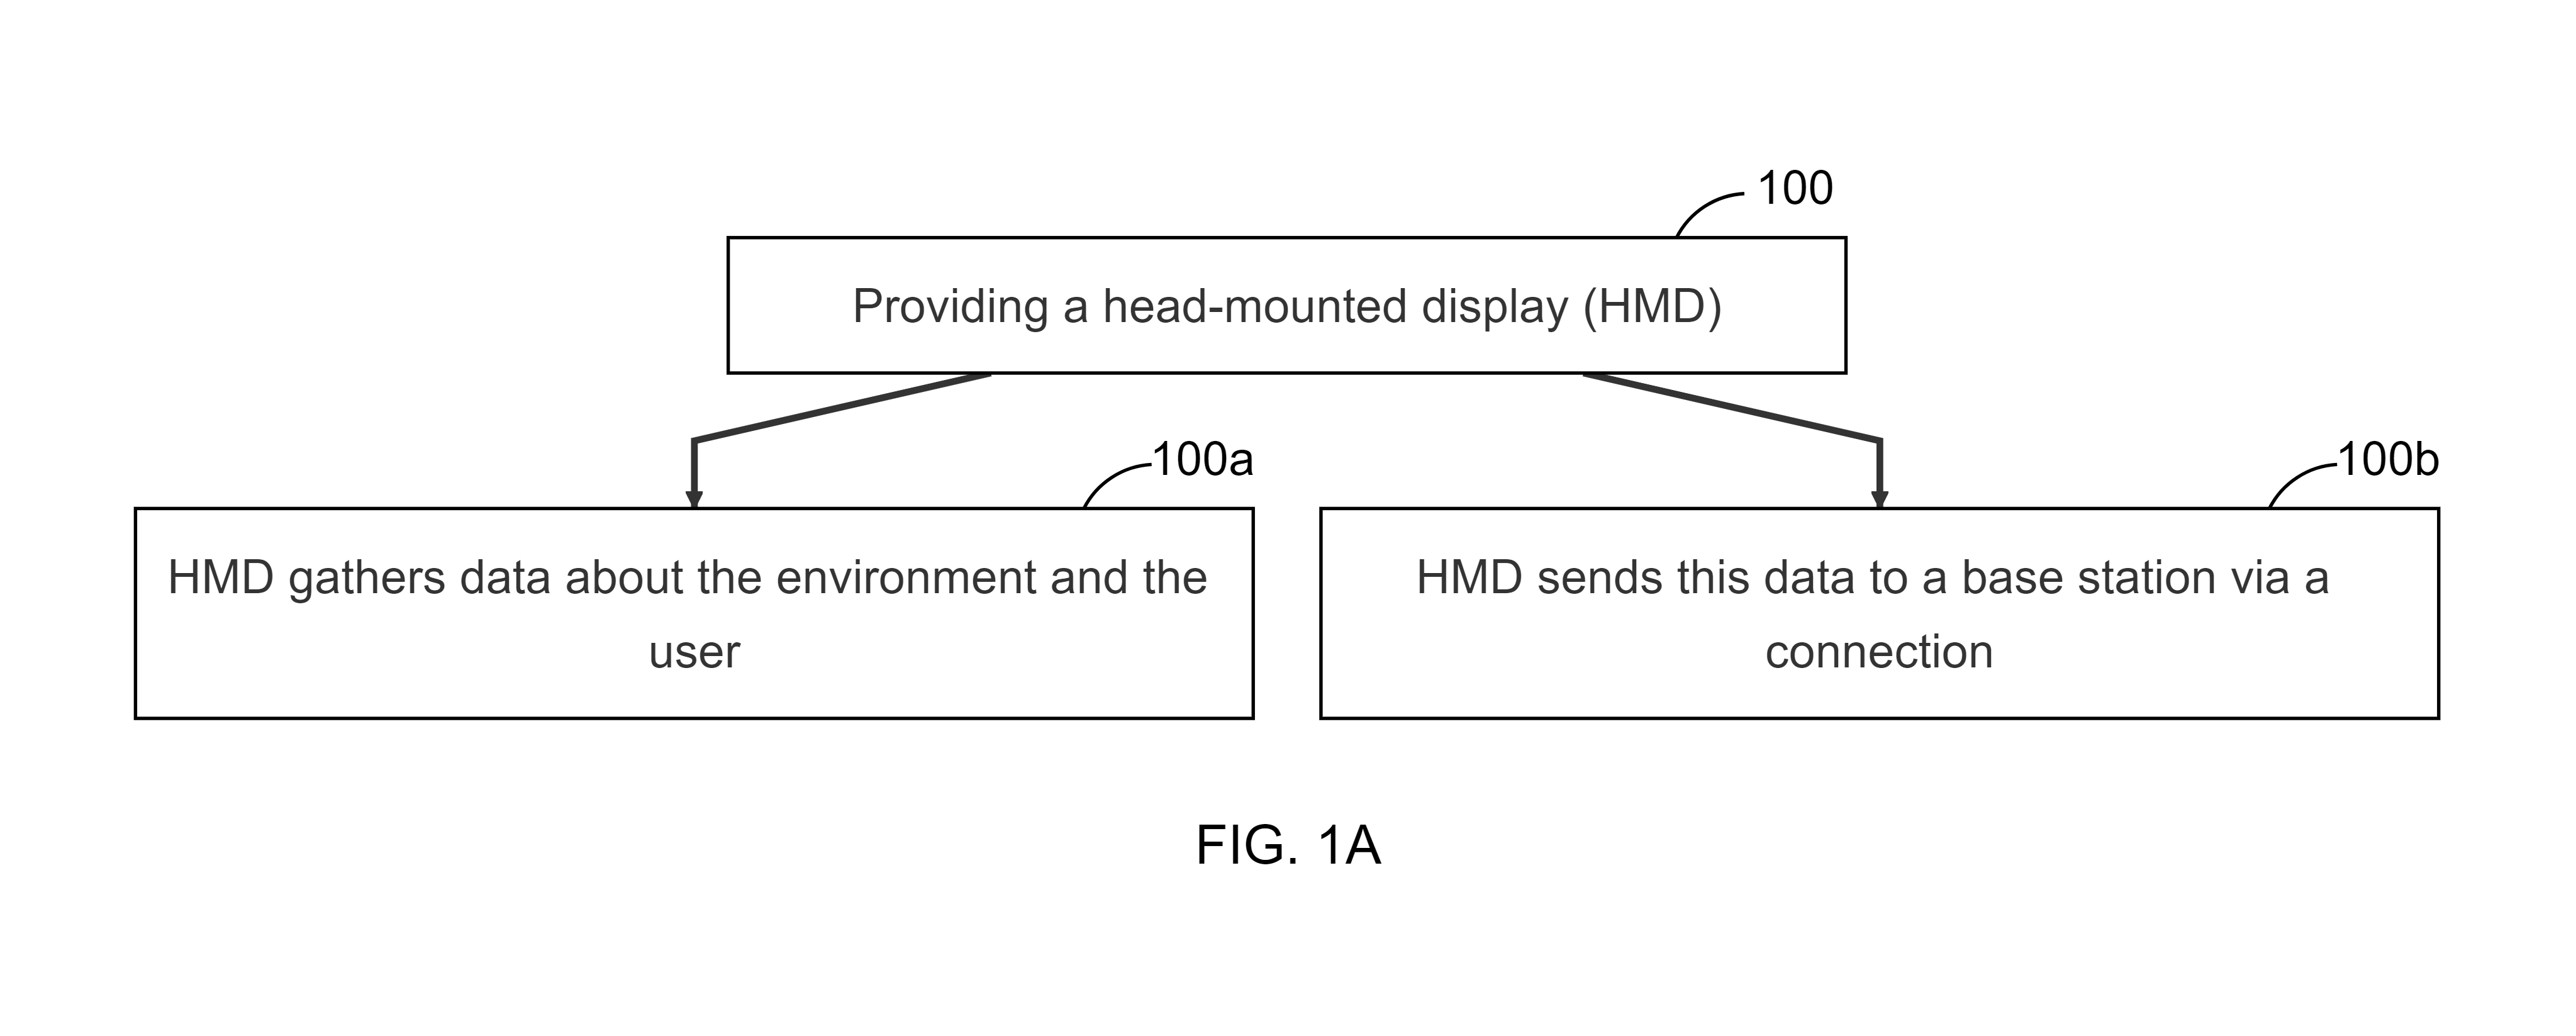 100
Providing a head-mounted display (HMD)
100a
HMD gathers data about the environment and the
user
100b
HMD sends this data to a base station via a
connection
FIG. 1A